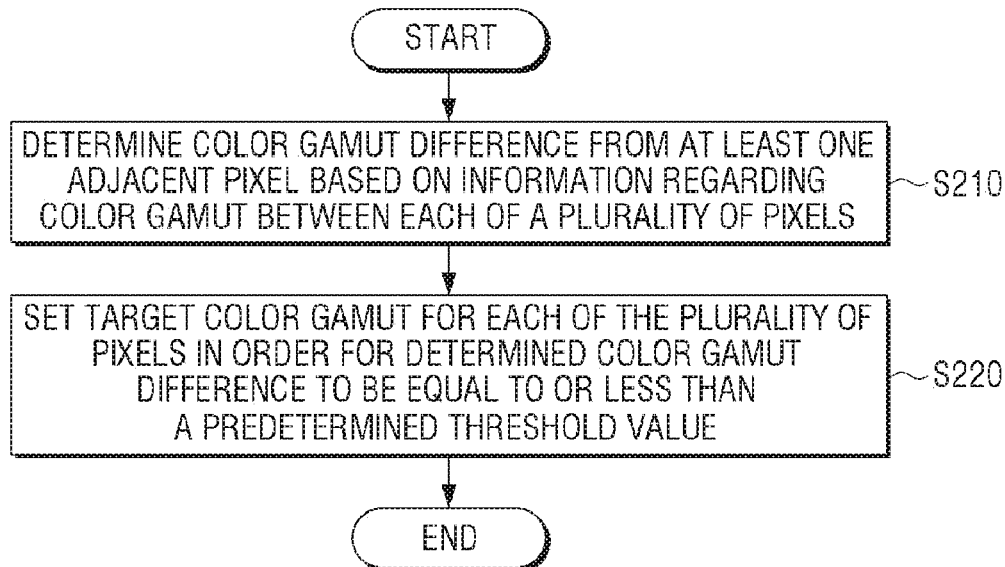 START
DETERMINE COLOR GAMUT DIFFERENCE FROM AT LEAST ONE
ADJACENT PIXEL BASED ON INFORMATION REGARDING
COLOR GAMUT BETWEEN EACH OF A PLURALITY OF PIXELS
S210
SET TARGET COLOR GAMUT FOR EACH OF THE PLURALITY OF
PIXELS IN ORDER FOR DETERMINED COLOR GAMUT
DIFFERENCE TO BE EQUAL TO OR LESS THAN
A PREDETERMINED THRESHOLD VALUE
S220
END